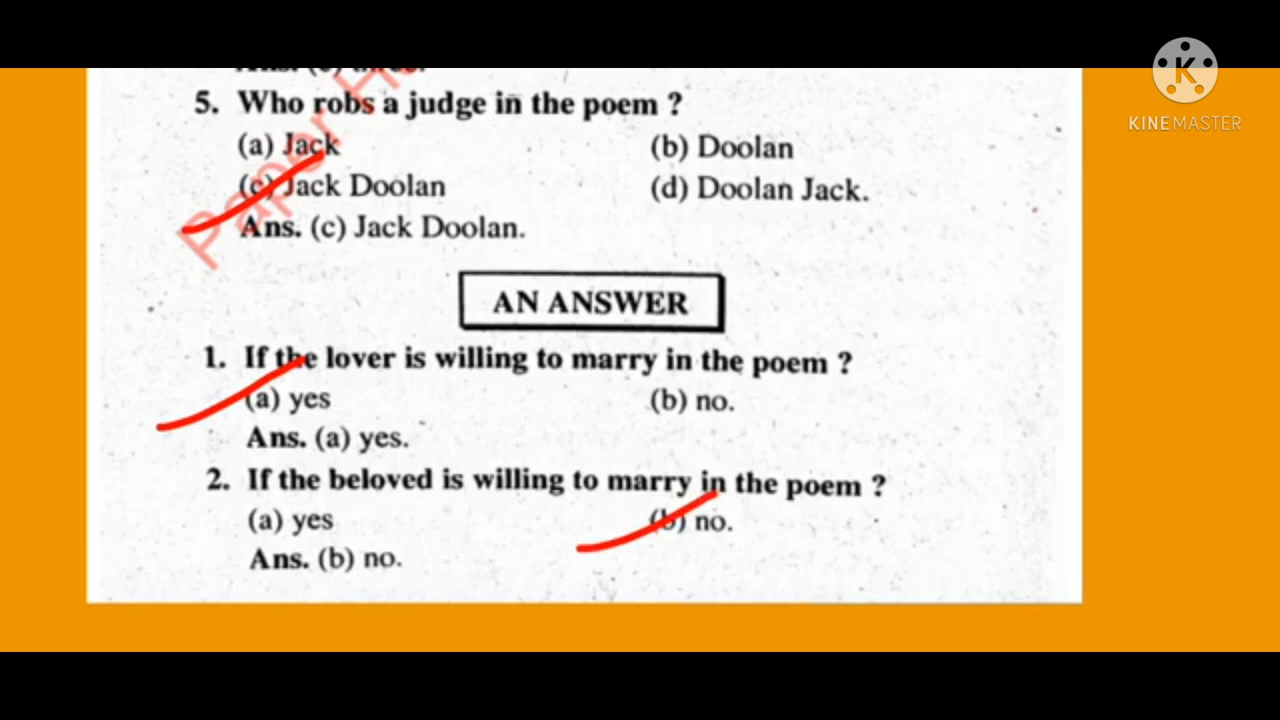 5. Who robs a judge in the poem ?
(a) Jack (b) Doolan
(c) Jack Doolan (d) Doolan Jack.
Ans. (c) Jack Doolan.
AN ANSWER
1. If the lover is willing to marry in the poem ?
(a) yes (b) no.
Ans. (a) yes.
2. If the beloved is willing to marry in the poem ?
(a) yes (b) no.
Ans. (b) no.
Paper
K
KINEMASTER